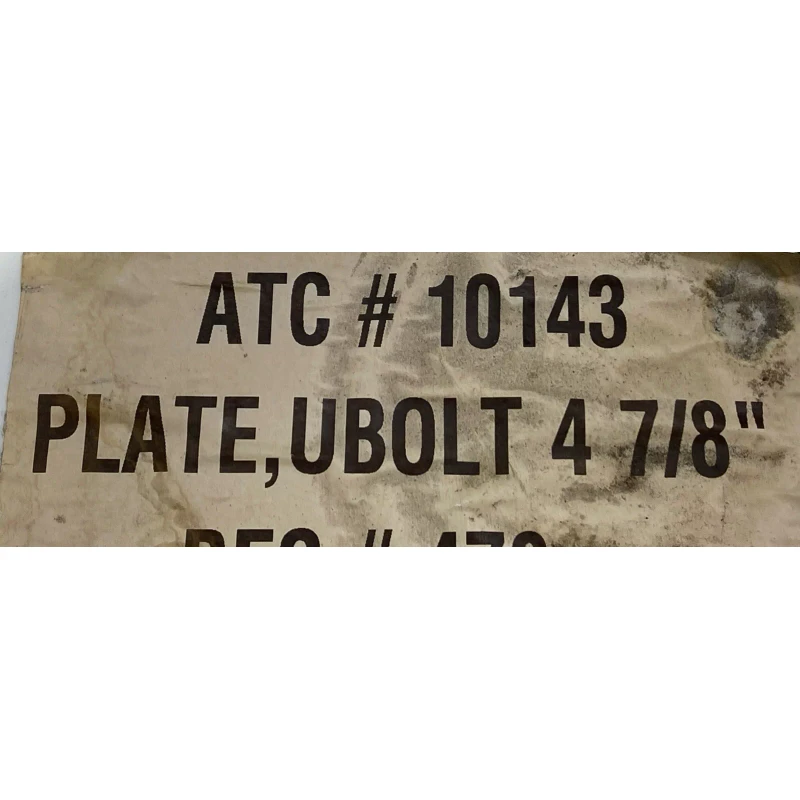 ATC # 10143
PLATE,UBOLT 4 7/8"